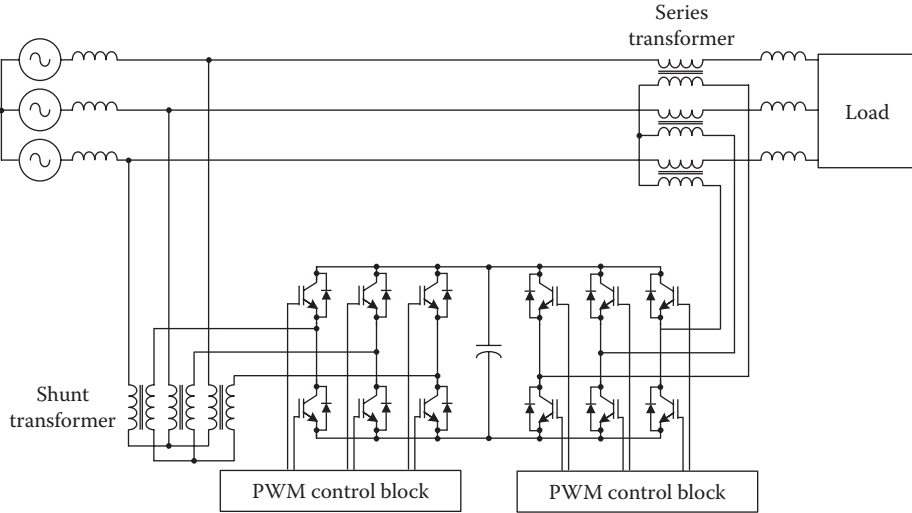 Series
transformer
Load
Shunt
transformer
PWM control block
PWM control block